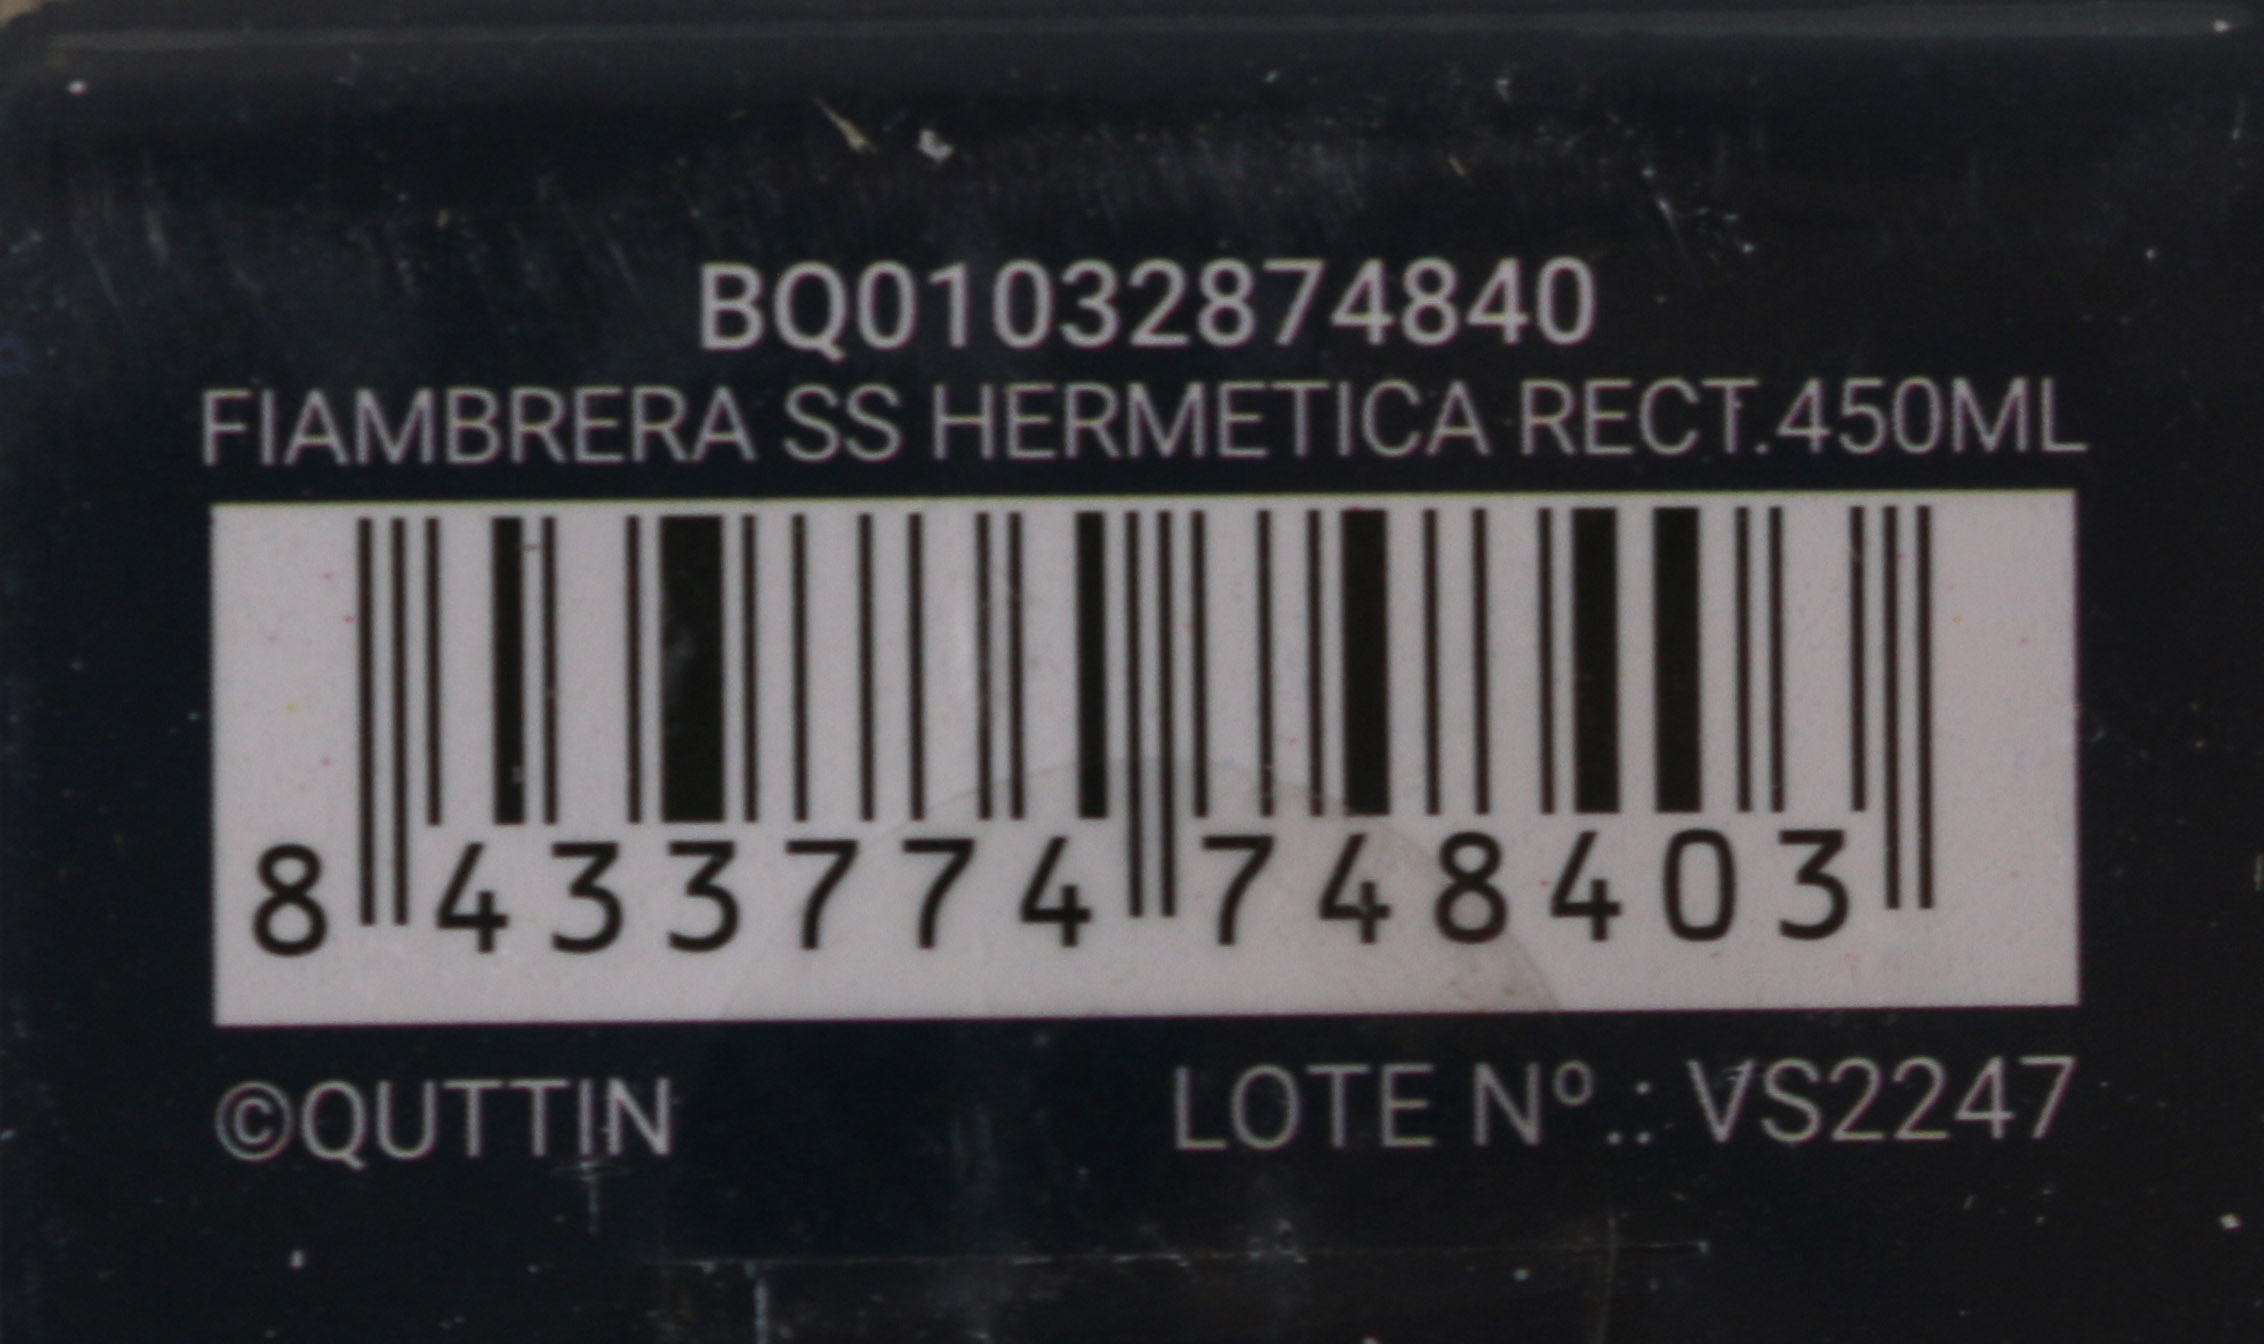 BQ01032874840
FIAMBRERA SS HERMETICA RECT.450ML
8 433774 748403
©QUTTIN
LOTE Nº.: VS2247